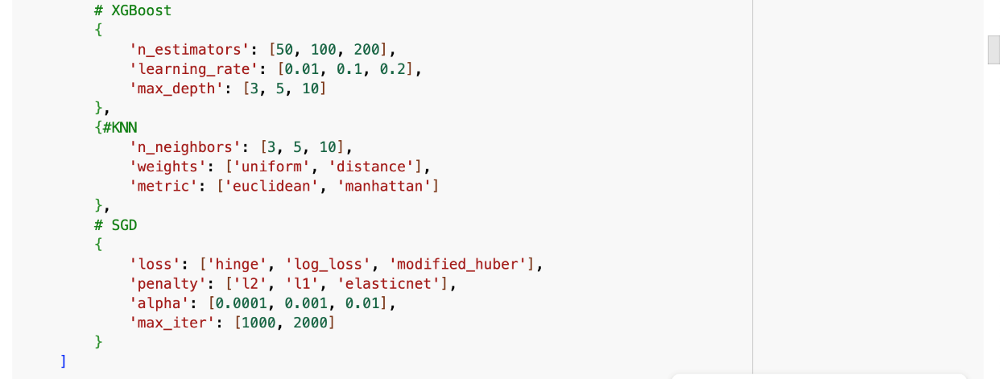 # XGBoost
{
'n_estimators': [50, 100, 200],
'learning_rate': [0.01, 0.1, 0.2],
'max_depth': [3, 5, 10]
},
{#KNN
'n_neighbors': [3, 5, 10],
'weights': ['uniform', 'distance'],
'metric': ['euclidean', 'manhattan']
},
# SGD
{
'loss': ['hinge', 'log_loss', 'modified_huber'],
'penalty': ['l2', 'l1', 'elasticnet'],
'alpha': [0.0001, 0.001, 0.01],
'max_iter': [1000, 2000]
}
]